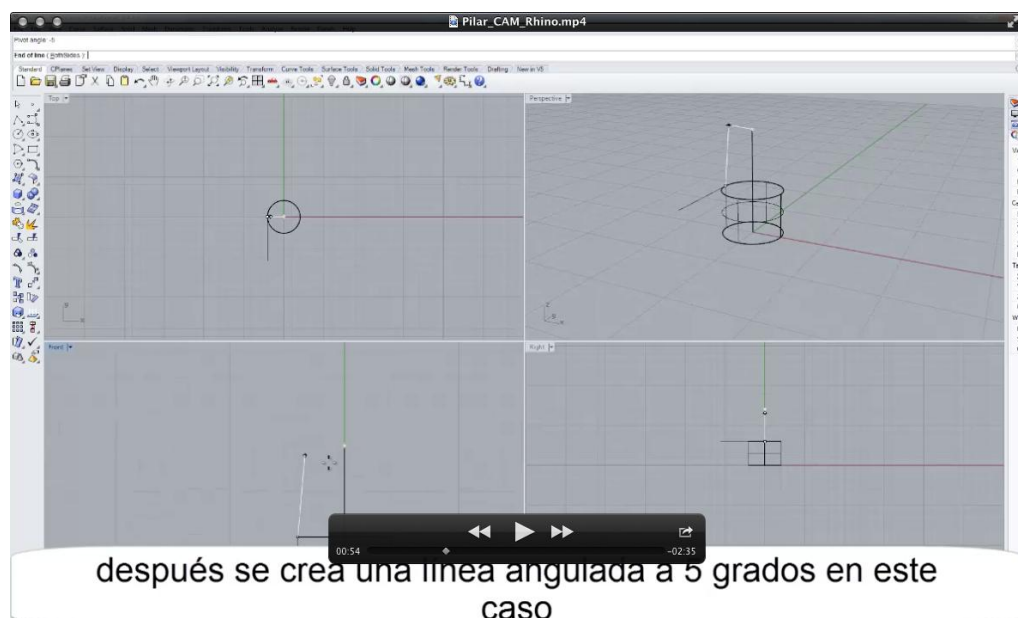 Pilar_CAM_Rhino.mp4
Pivot angle: -5
End of line ( BothSides ):
Standard CPlanes Set View Display Select Viewport Layout Visibility Transform Curve Tools Surface Tools Solid Tools Mesh Tools Render Tools Drafting New in V5
Top
Perspective
Front
Right
00:54
-02:35
después se crea una línea angulada a 5 grados en este
caso